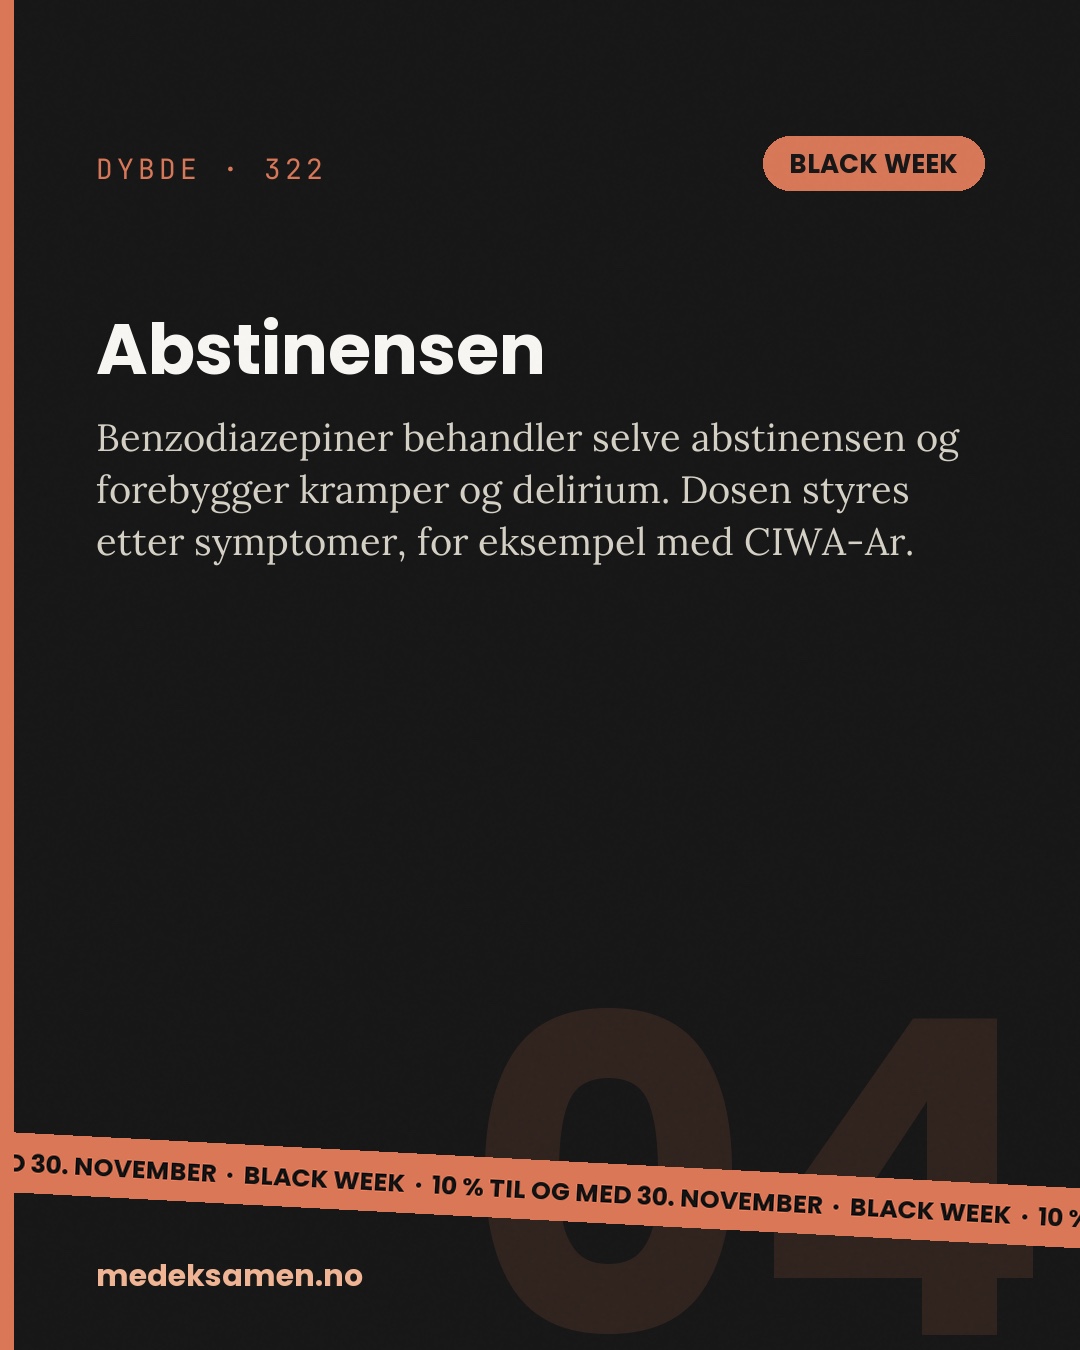 DYBDE · 322
BLACK WEEK
Abstinensen
Benzodiazepiner behandler selve abstinensen og
forebygger kramper og delirium. Dosen styres
etter symptomer, for eksempel med CIWA-Ar.
04
30. NOVEMBER · BLACK WEEK · 10 % TIL OG MED 30. NOVEMBER · BLACK WEEK · 10 %
medeksamen.no